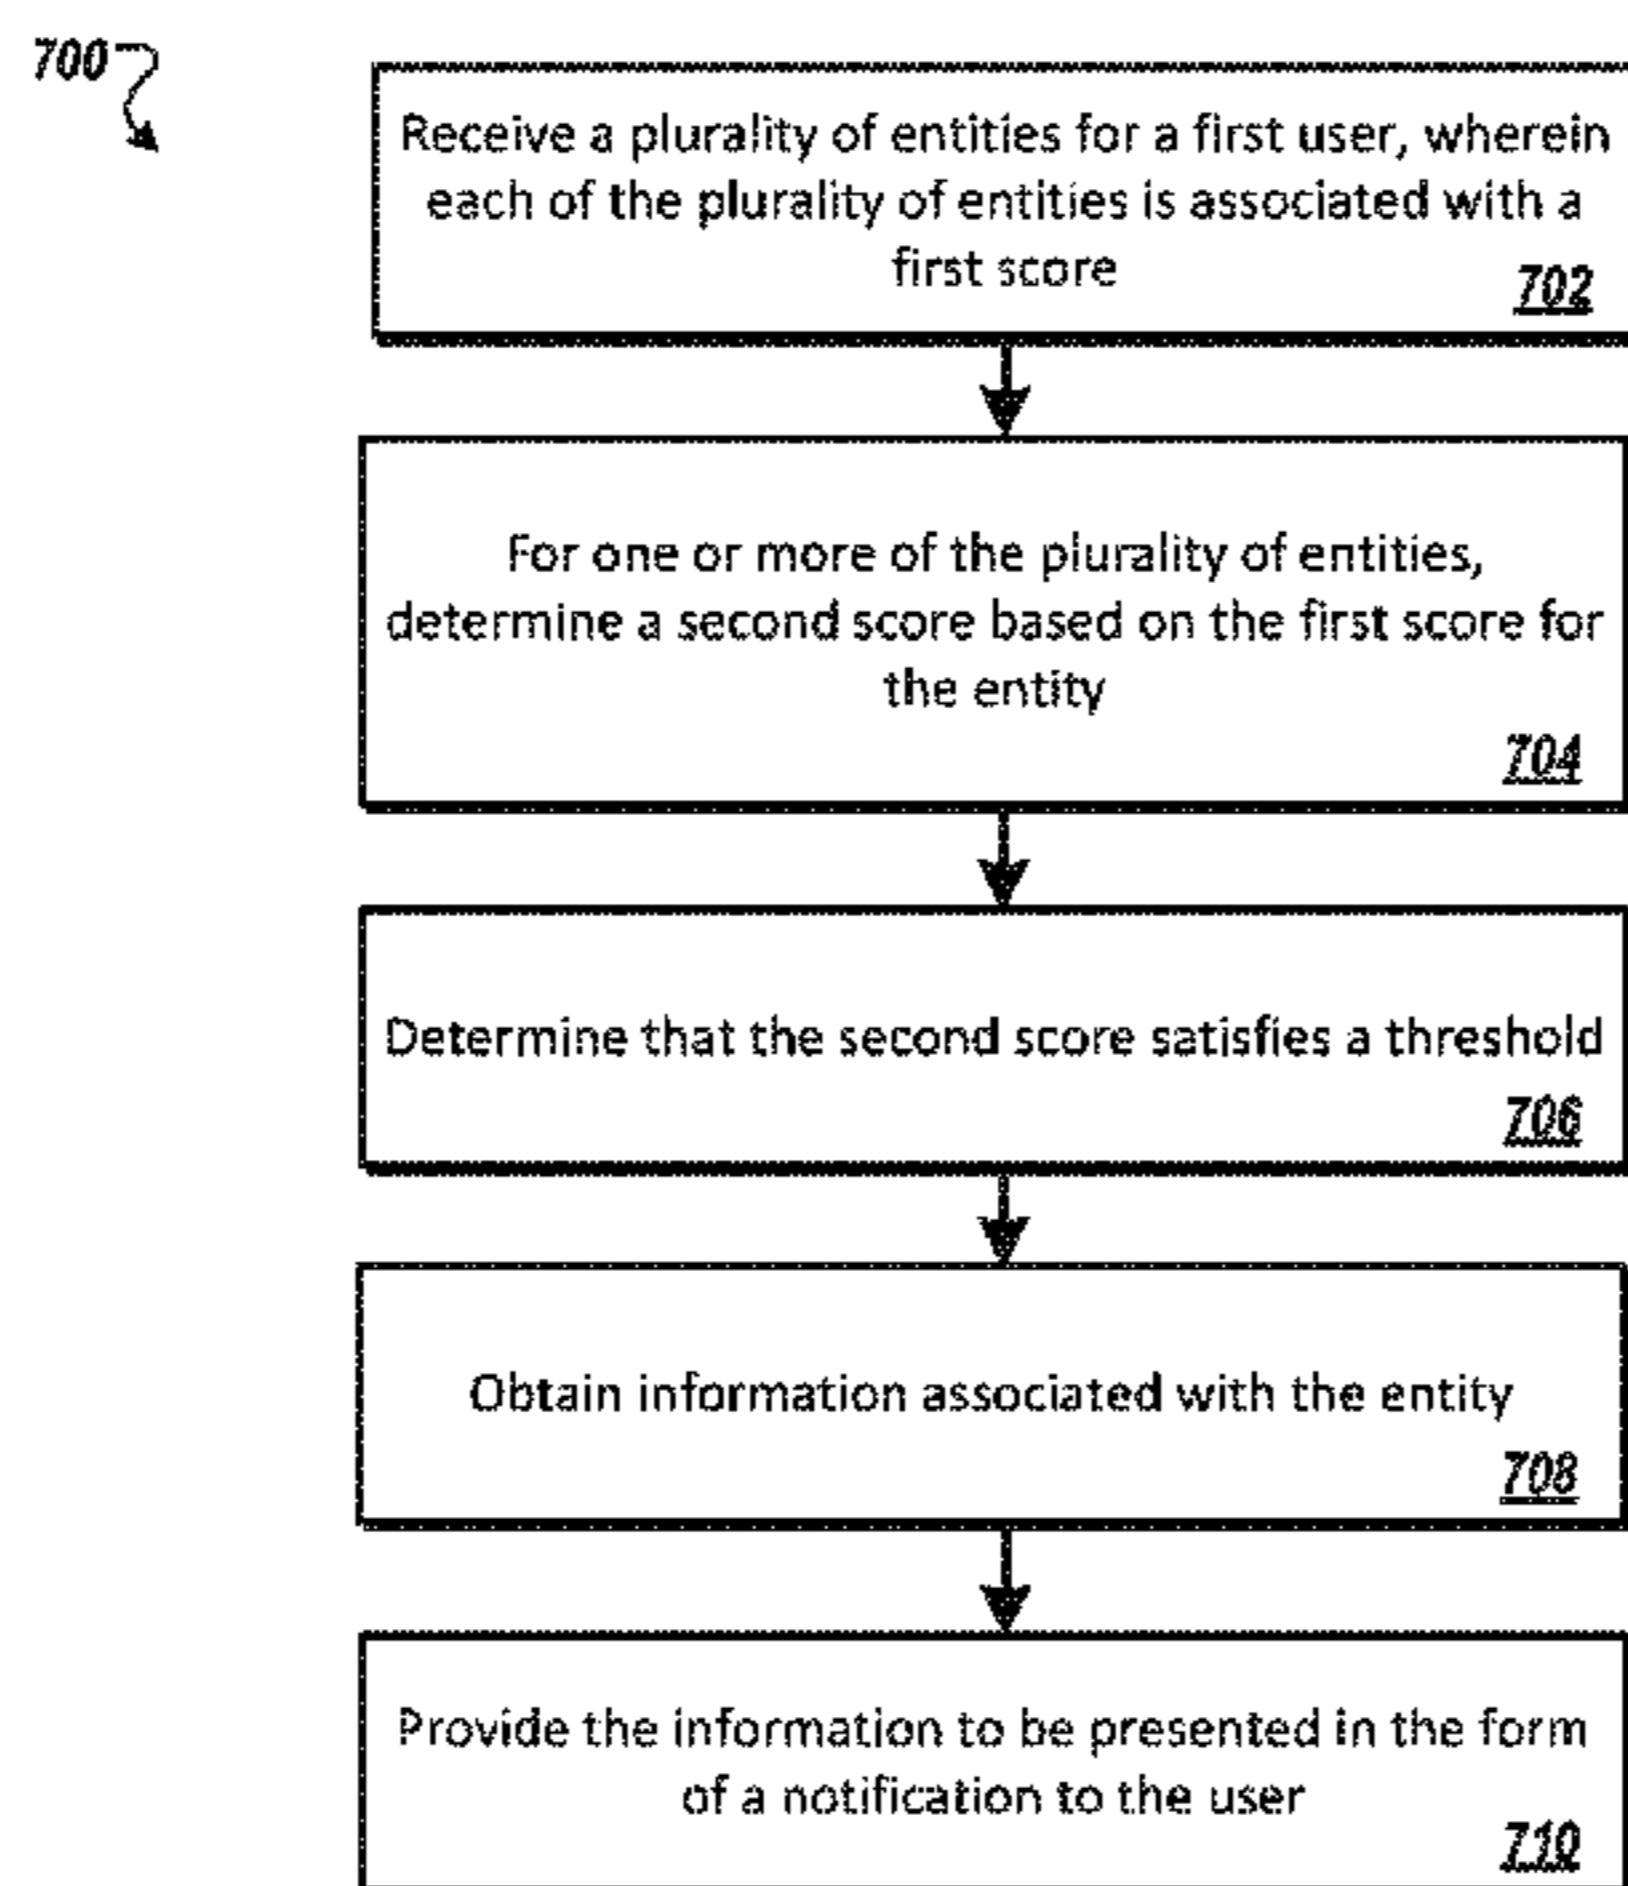 700
Receive a plurality of entities for a first user, wherein
each of the plurality of entities is associated with a
first score
702
For one or more of the plurality of entities,
determine a second score based on the first score for
the entity
704
Determine that the second score satisfies a threshold
706
Obtain information associated with the entity
708
Provide the information to be presented in the form
of a notification to the user
710